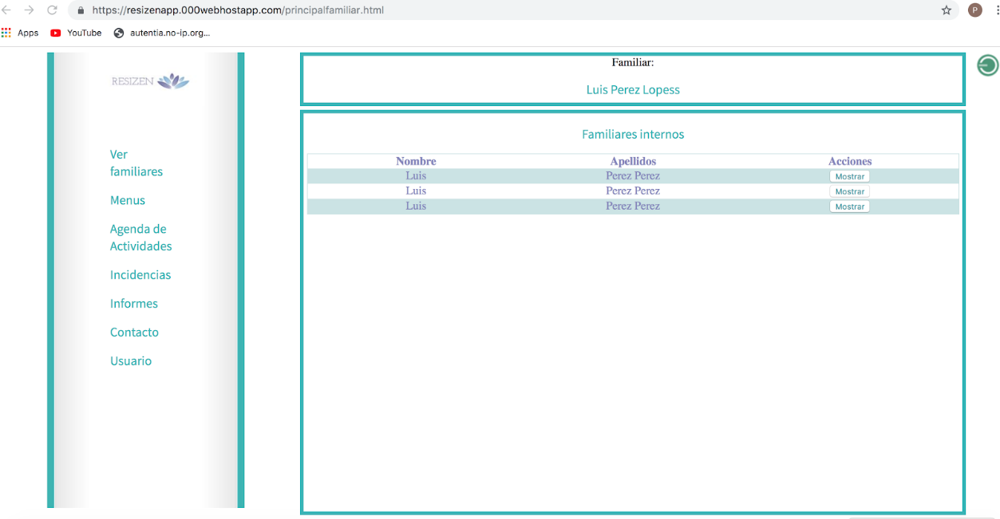 https://resizenapp.000webhostapp.com/principalfamiliar.html
P
Apps YouTube autentia.no-ip.org...
RESIZEN
Ver
familiares
Menus
Agenda de
Actividades
Incidencias
Informes
Contacto
Usuario
Familiar:
Luis Perez Lopess
Familiares internos
Nombre Apellidos Acciones
Luis Perez Perez Mostrar
Luis Perez Perez Mostrar
Luis Perez Perez Mostrar